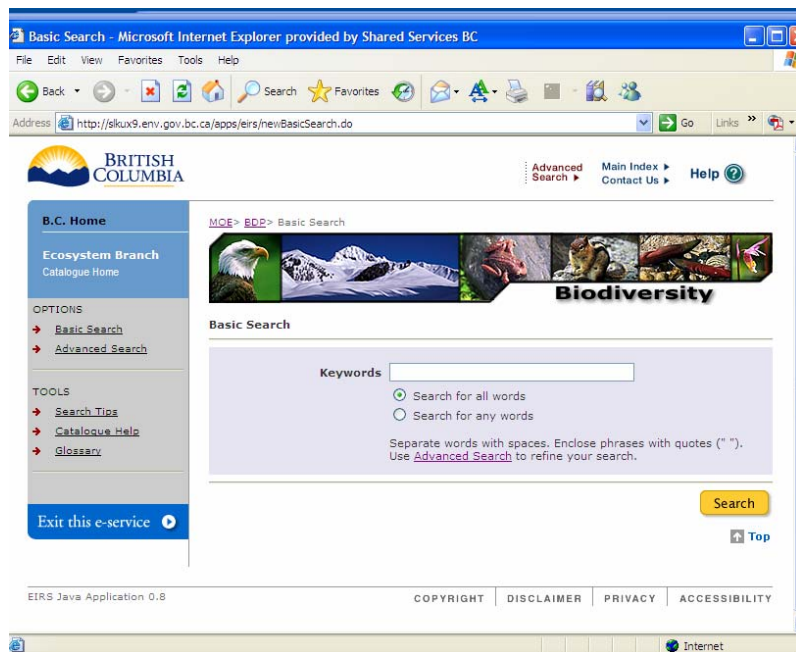 Basic Search - Microsoft Internet Explorer provided by Shared Services BC
File Edit View Favorites Tools Help
Back Search Favorites
Address http://slkux9.env.gov.bc.ca/apps/eirs/newBasicSearch.do Go Links »
BRITISH
COLUMBIA
Advanced
Search
Main Index
Contact Us
Help ?
B.C. Home
Ecosystem Branch
Catalogue Home
OPTIONS
Basic Search
Advanced Search
TOOLS
Search Tips
Catalogue Help
Glossary
Exit this e-service
MOE> BDP> Basic Search
Biodiversity
Basic Search
Keywords
Search for all words
Search for any words
Separate words with spaces. Enclose phrases with quotes (" ").
Use Advanced Search to refine your search.
Search
Top
EIRS Java Application 0.8
COPYRIGHT DISCLAIMER PRIVACY ACCESSIBILITY
Internet